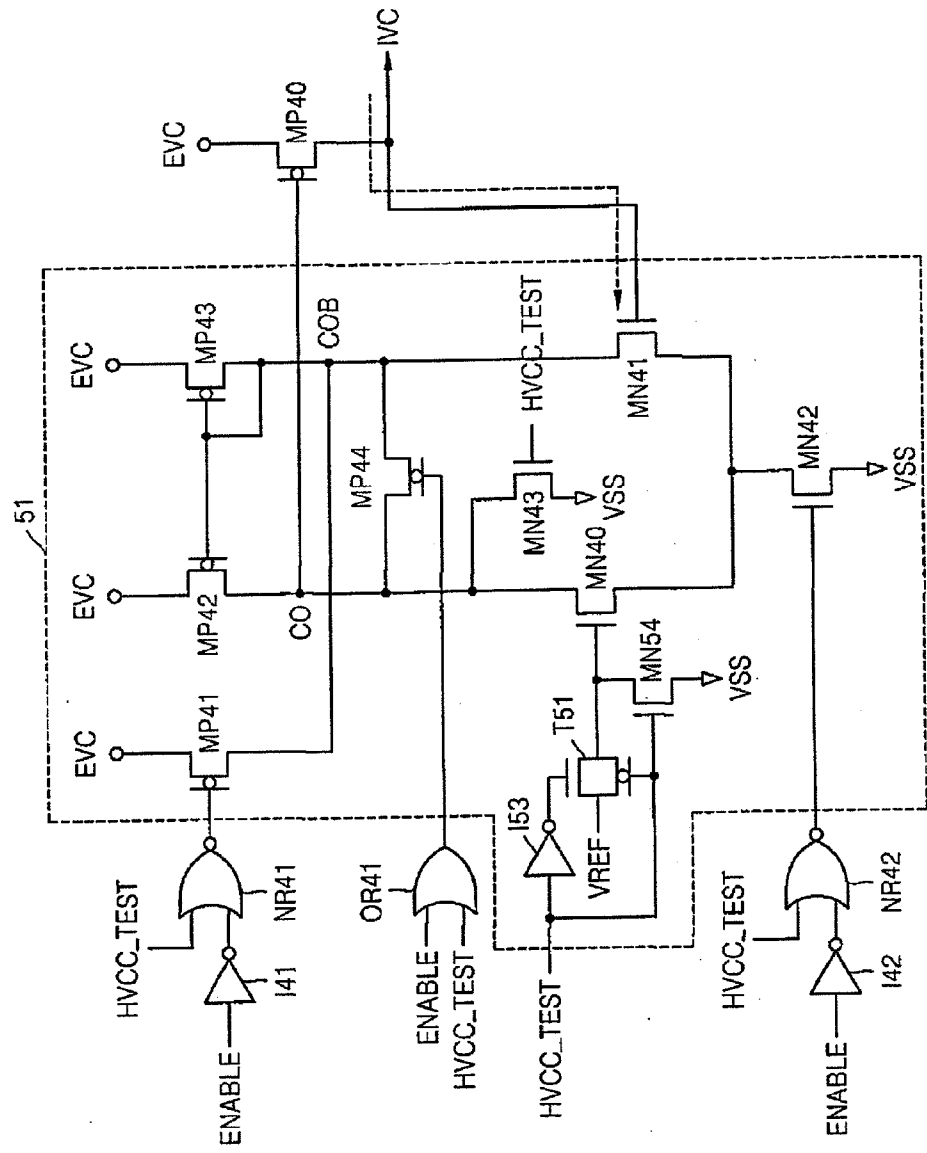 51
EVC
EVC
EVC
EVC
MP41
MP42
MP43
MP40
CO
COB
IVC
MP44
HVCC_TEST
NR41
ENABLE
I41
OR41
ENABLE
HVCC_TEST
HVCC_TEST
MN43
VSS
MN40
MN41
I53
T51
VREF
MN54
VSS
HVCC_TEST
HVCC_TEST
NR42
ENABLE
I42
MN42
VSS